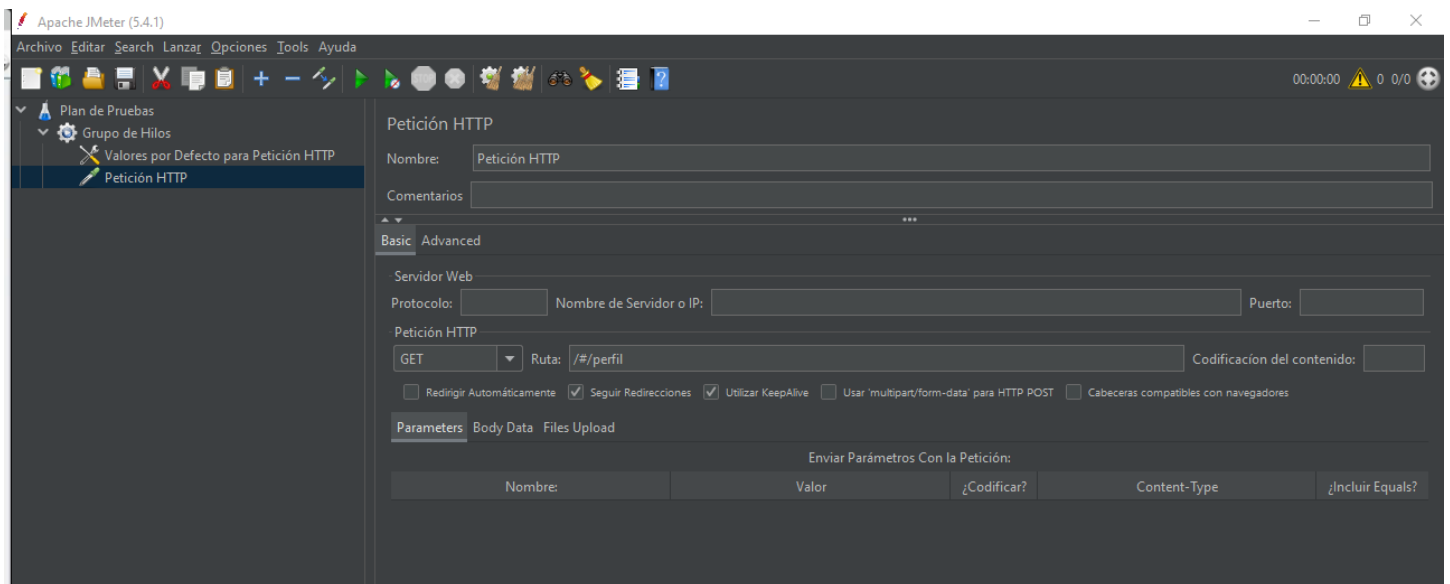 Apache JMeter (5.4.1)
Archivo Editar Search Lanzar Opciones Tools Ayuda
00:00:00 0 0/0
Plan de Pruebas
Grupo de Hilos
Valores por Defecto para Petición HTTP
Petición HTTP
Petición HTTP
Nombre: Petición HTTP
Comentarios
Basic Advanced
Servidor Web
Protocolo: Nombre de Servidor o IP: Puerto:
Petición HTTP
GET Ruta: /#/perfil Codificacíon del contenido:
Redirigir Automáticamente Seguir Redirecciones Utilizar KeepAlive Usar 'multipart/form-data' para HTTP POST Cabeceras compatibles con navegadores
Parameters Body Data Files Upload
Enviar Parámetros Con la Petición:
Nombre: Valor ¿Codificar? Content-Type ¿Incluir Equals?